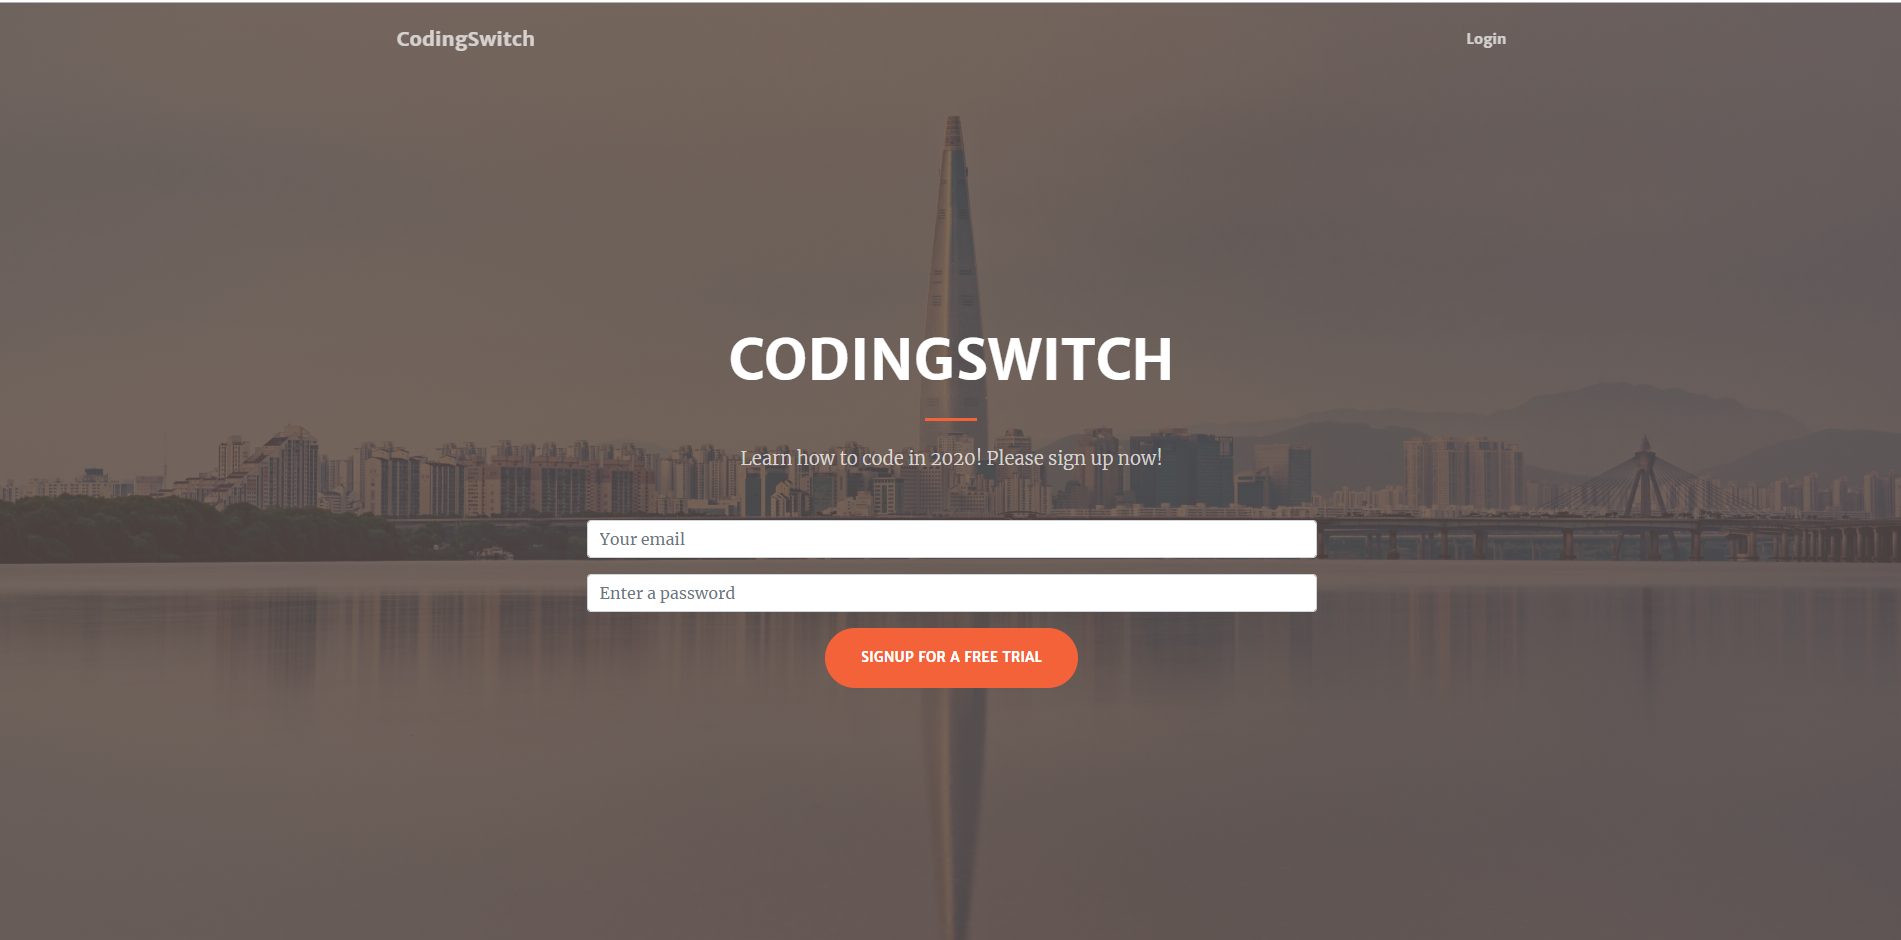 CodingSwitch
Login
CODINGSWITCH
Learn how to code in 2020! Please sign up now!
Your email
Enter a password
SIGNUP FOR A FREE TRIAL